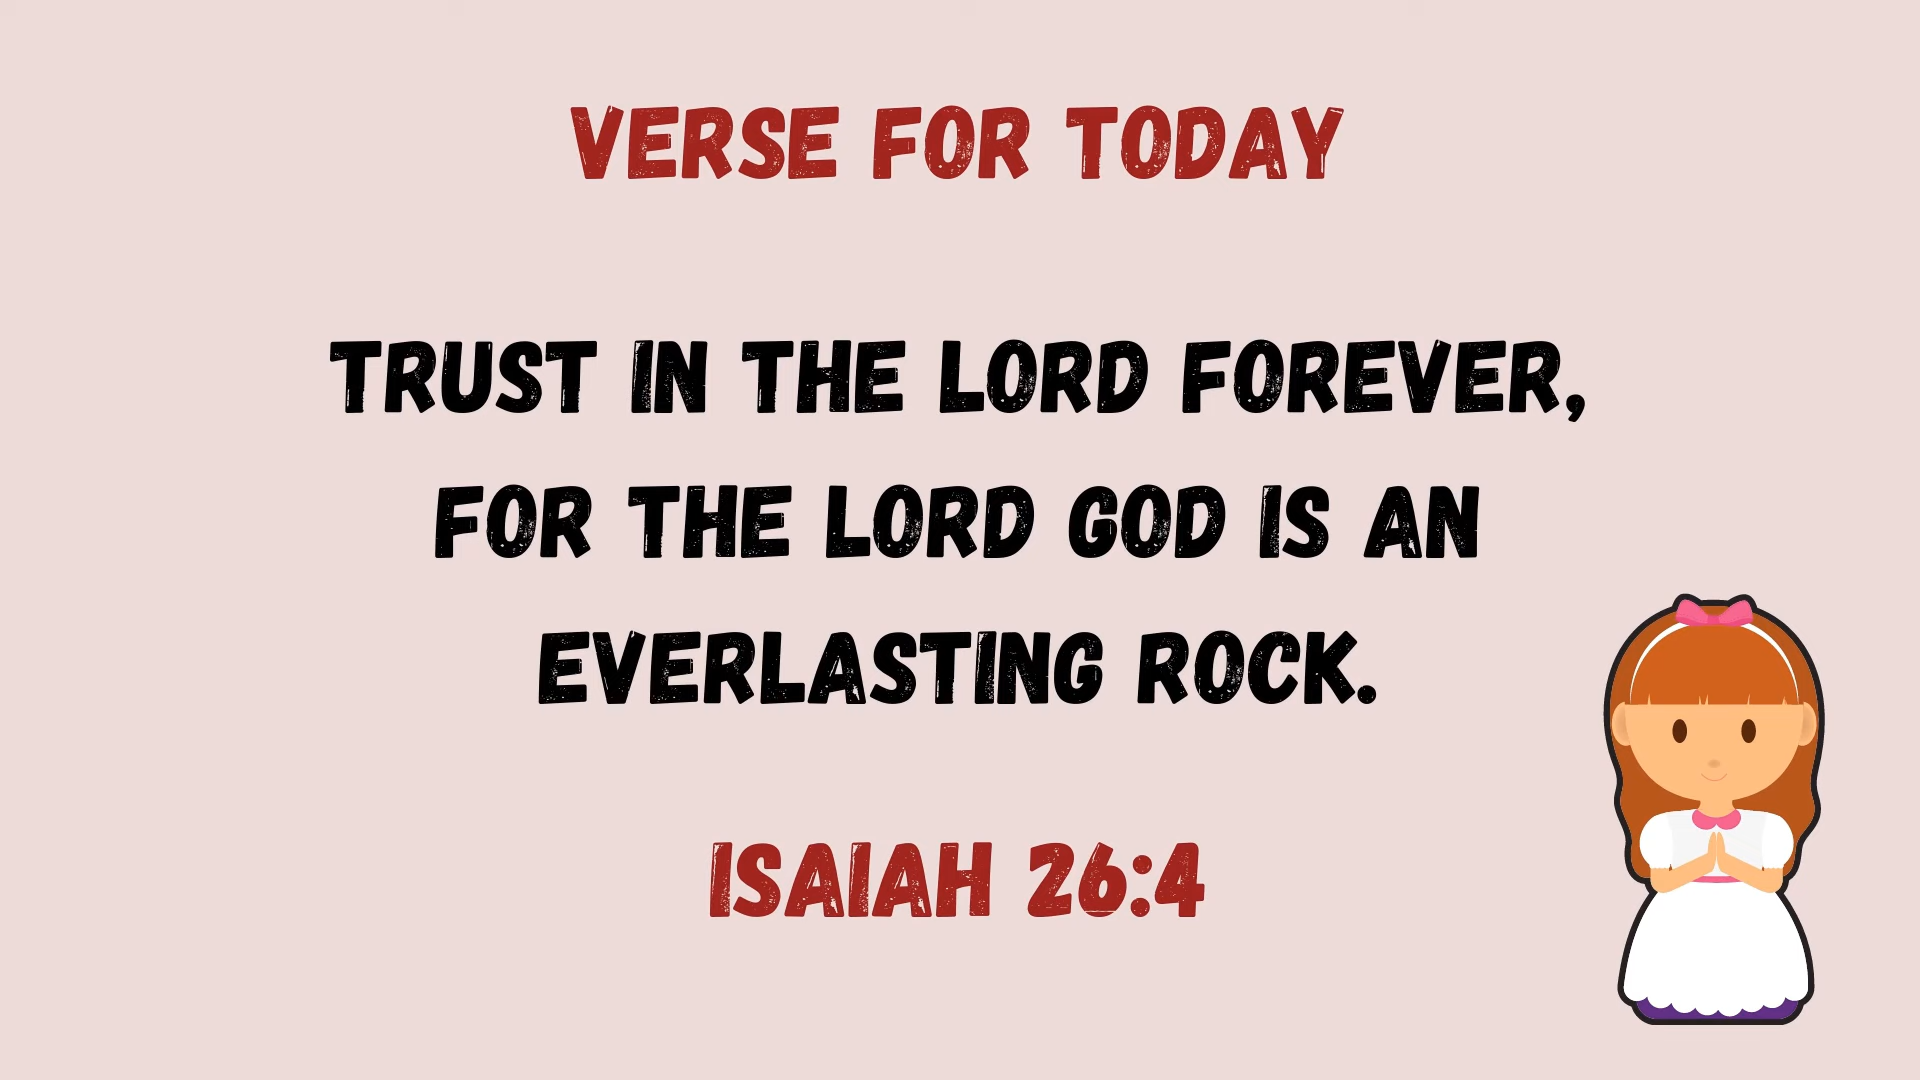 VERSE FOR TODAY
TRUST IN THE LORD FOREVER,
FOR THE LORD GOD IS AN
EVERLASTING ROCK.
ISAIAH 26:4